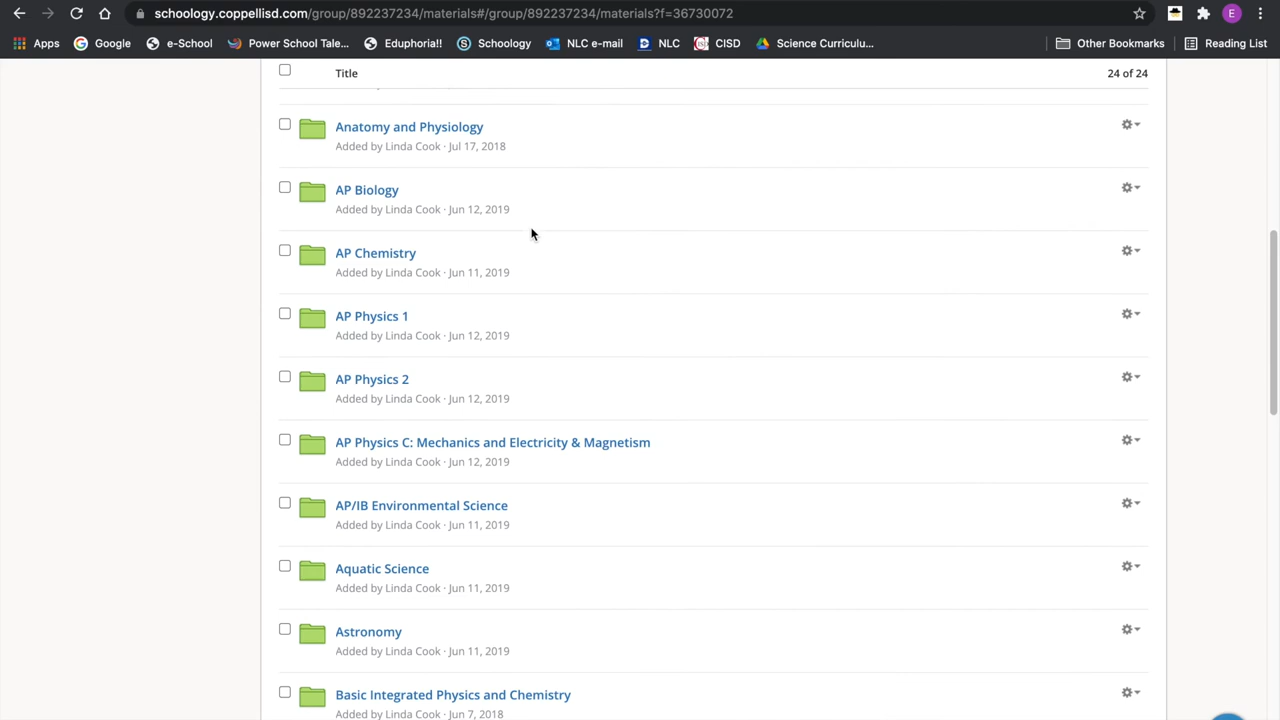 schoology.coppellisd.com/group/892237234/materials#/group/892237234/materials?f=36730072
E
Apps Google e-School Power School Tale... Eduphoria!! Schoology NLC e-mail NLC CISD Science Curriculu... Other Bookmarks Reading List
Title 24 of 24
Anatomy and Physiology
Added by Linda Cook · Jul 17, 2018
AP Biology
Added by Linda Cook · Jun 12, 2019
AP Chemistry
Added by Linda Cook · Jun 11, 2019
AP Physics 1
Added by Linda Cook · Jun 12, 2019
AP Physics 2
Added by Linda Cook · Jun 12, 2019
AP Physics C: Mechanics and Electricity & Magnetism
Added by Linda Cook · Jun 12, 2019
AP/IB Environmental Science
Added by Linda Cook · Jun 11, 2019
Aquatic Science
Added by Linda Cook · Jun 11, 2019
Astronomy
Added by Linda Cook · Jun 11, 2019
Basic Integrated Physics and Chemistry
Added by Linda Cook · Jun 7, 2018